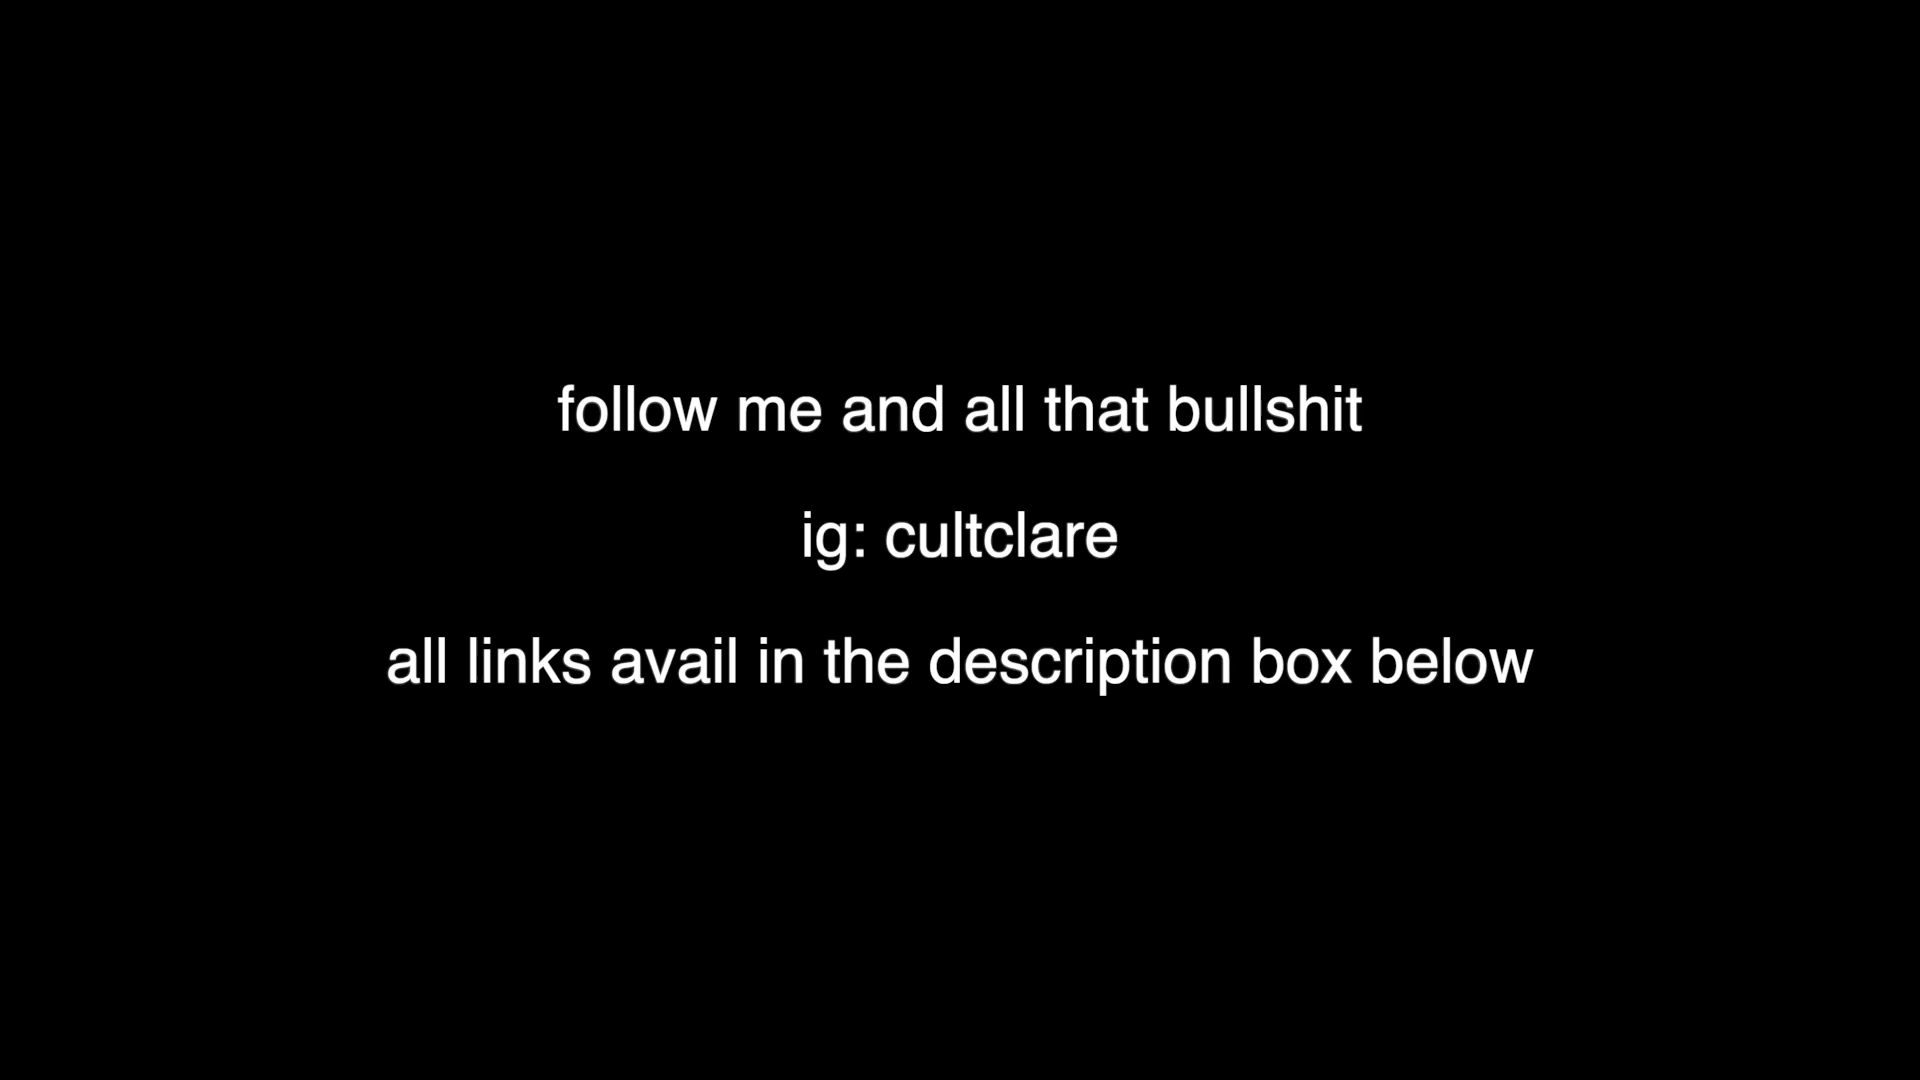 follow me and all that bullshit
ig: cultclare
all links avail in the description box below